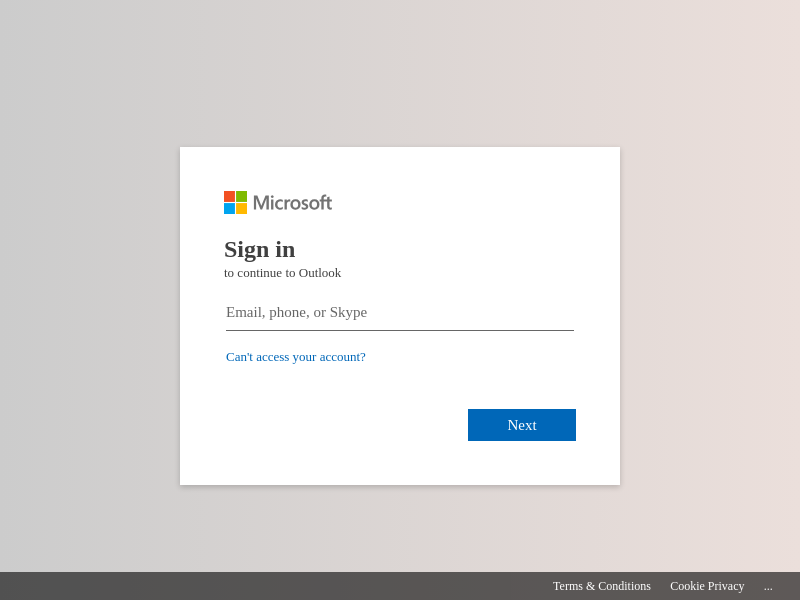 Microsoft
Sign in
to continue to Outlook
Email, phone, or Skype
Can't access your account?
Next
Terms & Conditions Cookie Privacy ...